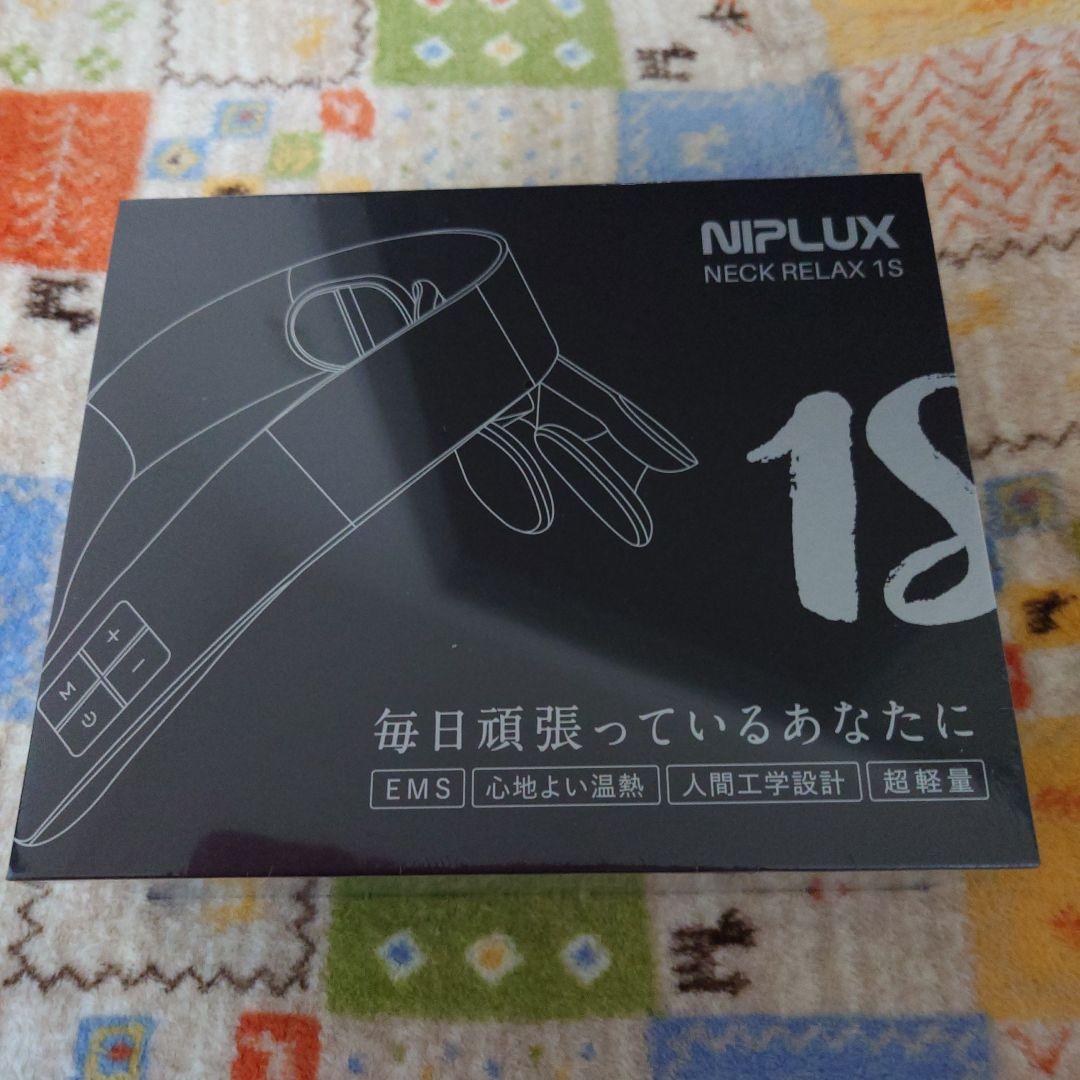 NIPLUX
NECK RELAX 1S
1S
+
-
M
毎日頑張っているあなたに
EMS 心地よい温熱 人間工学設計 超軽量